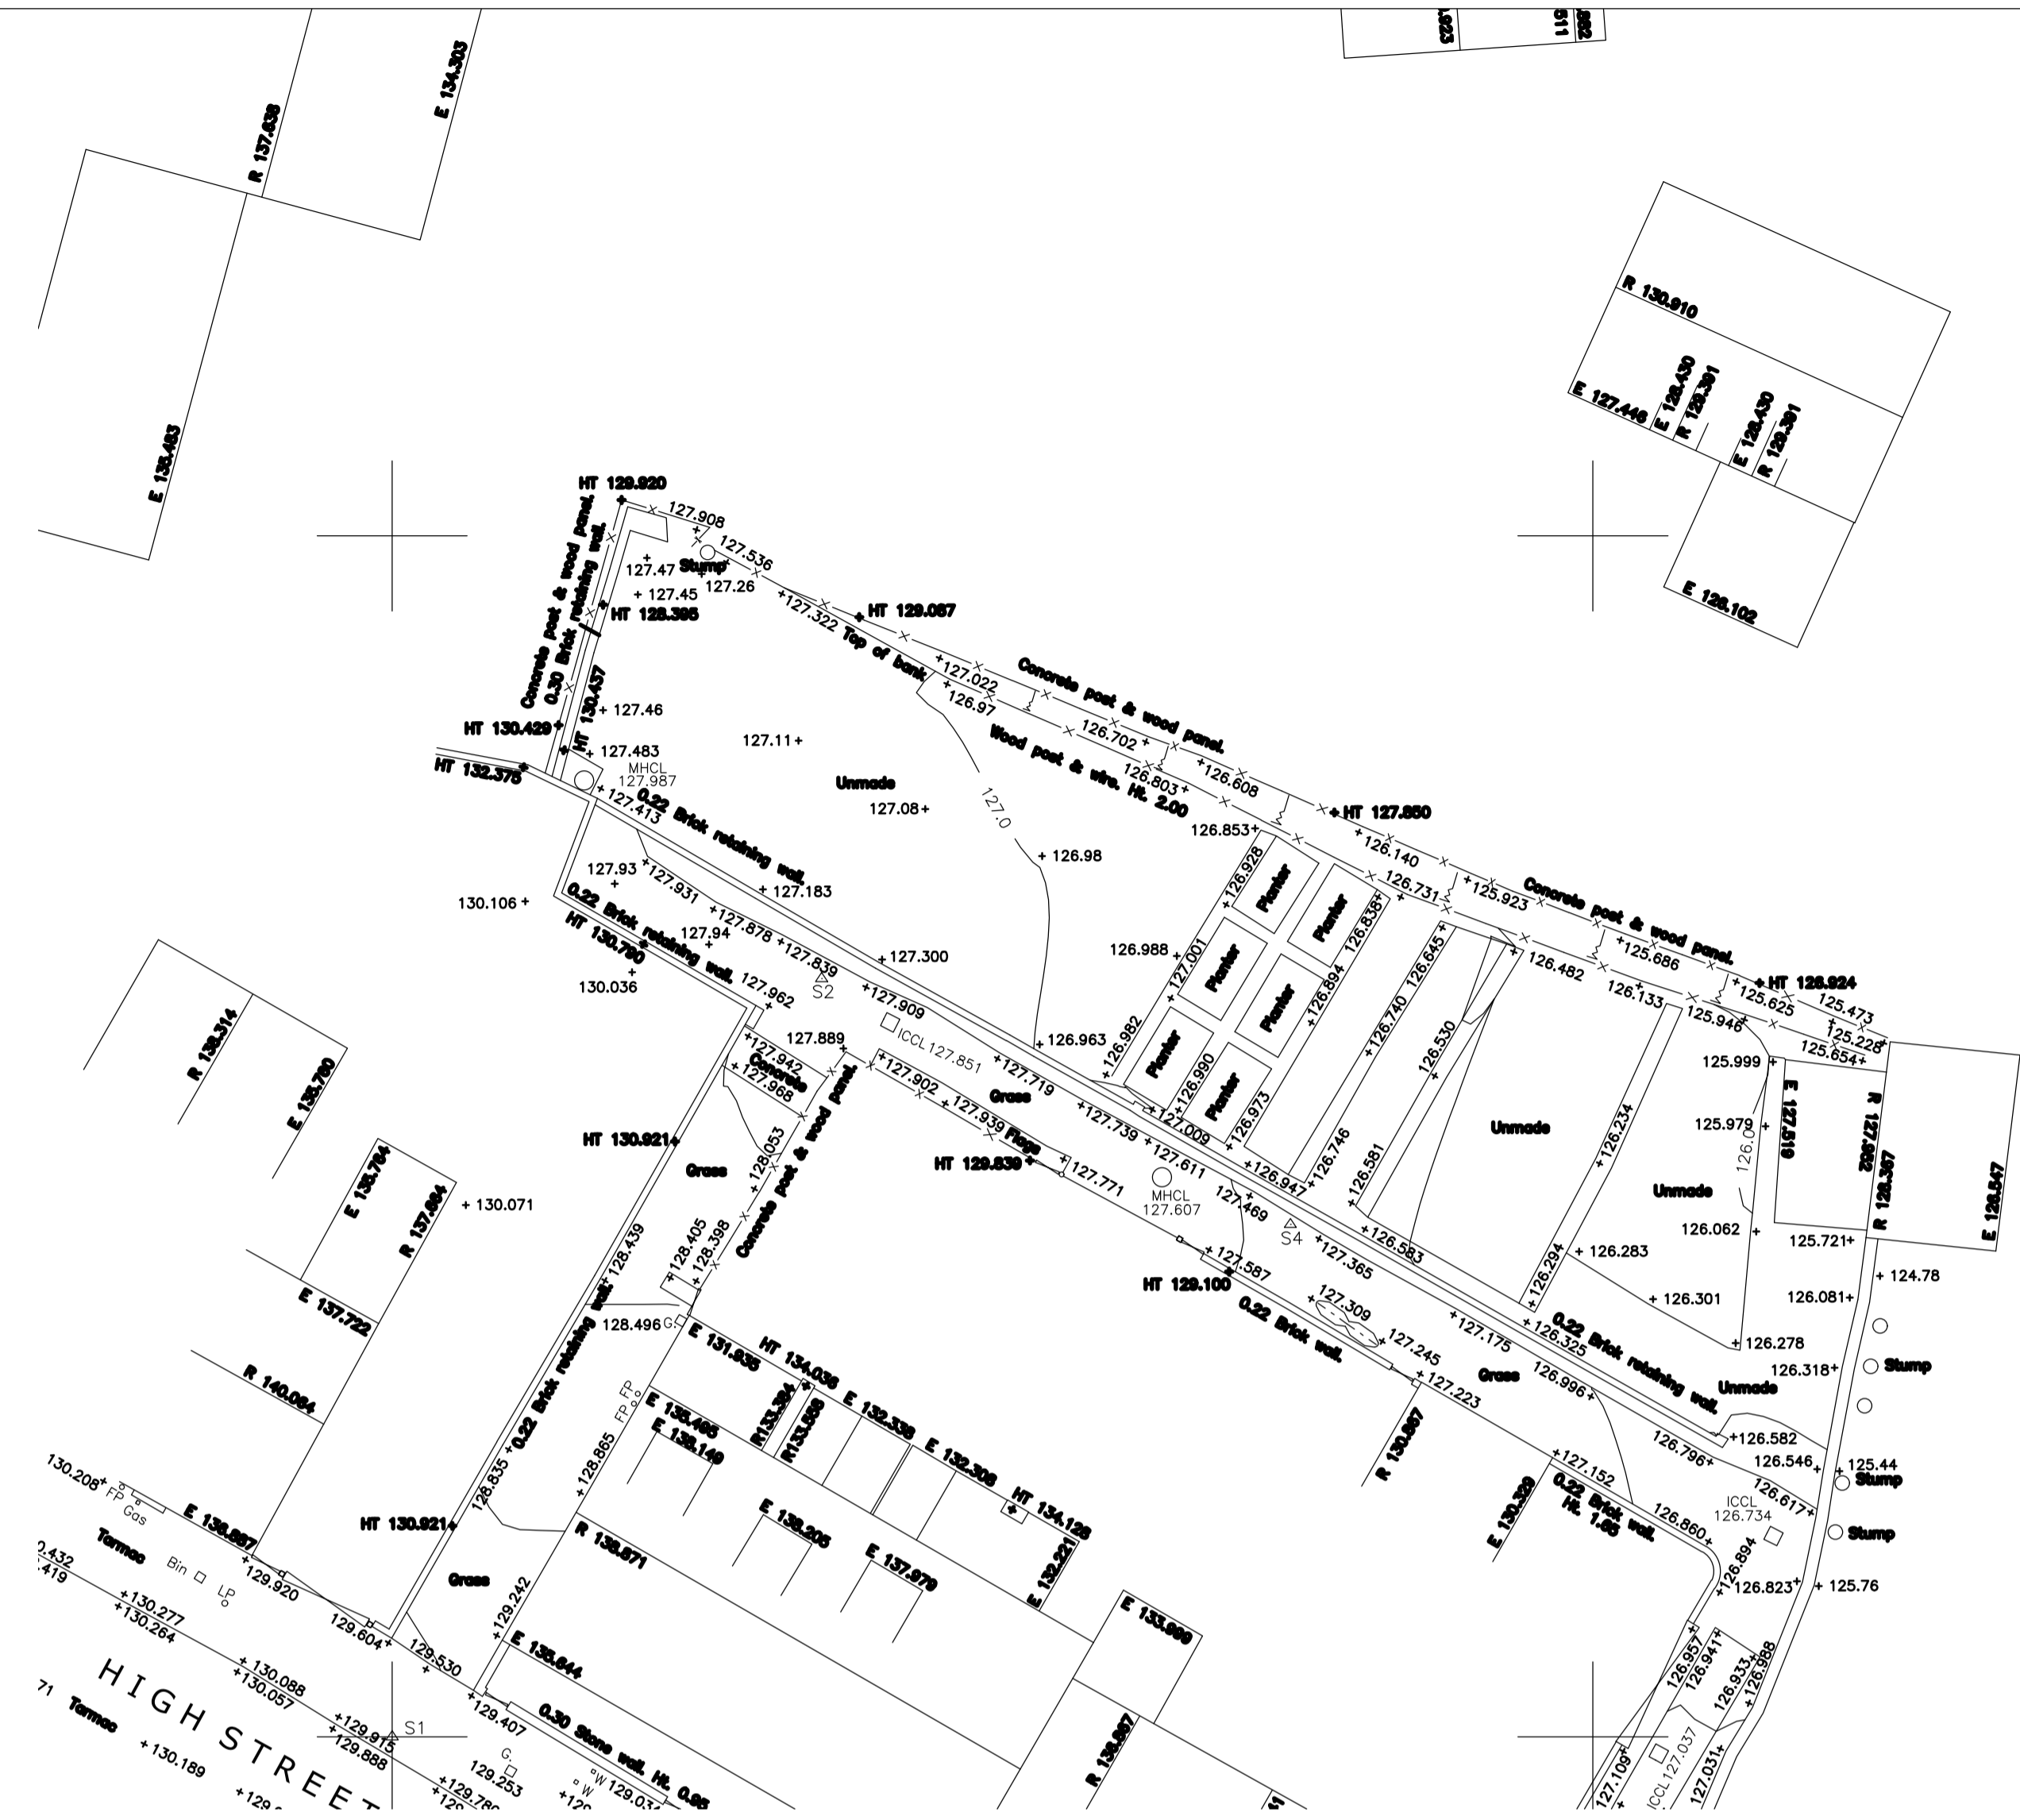 E 134.303
R 137.638
E 135.483
R 130.910
E 127.446
E 128.430
R 129.391
E 128.430
R 129.391
E 128.102
HT 129.920
127.908
127.536
Concrete post & wood panel.
0.30 Brick retaining wall.
127.47
Stump
127.26
127.45
HT 128.395
127.322
HT 129.087
Top of bank
127.022
126.97
Concrete post & wood panel.
Wood post & wire. Ht. 2.00
126.702
126.803
126.608
HT 130.437
127.46
HT 130.429
127.483
MHCL
127.987
HT 132.375
127.413
0.22 Brick retaining wall.
127.11
Unmade
127.08
127.0
126.98
126.853
HT 127.850
126.140
126.928
126.731
125.923
Concrete post & wood panel.
127.93
127.931
127.183
130.106
0.22 Brick retaining wall.
HT 130.790
127.878
127.94
127.839
127.300
S2
130.036
127.962
127.909
ICCL 127.851
Planter
Planter
Planter
Planter
Planter
Planter
126.838
126.645
126.988
127.001
126.894
126.740
126.530
126.482
125.686
126.133
HT 126.924
125.625
125.473
125.946
125.228
125.654
125.999
E 127.519
R 127.952
126.0
125.979
R 128.367
E 128.547
126.963
126.982
126.990
126.973
127.009
126.746
126.581
126.947
Unmade
126.234
Unmade
126.062
125.721
124.78
R 138.314
E 135.780
127.889
127.942
Concrete
127.968
127.902
127.939
Flags
127.719
Grass
127.739
127.611
HT 129.839
127.771
MHCL
127.607
127.469
S4
127.365
126.583
126.294
126.283
126.301
126.081
126.278
126.318
Stump
HT 130.921
Grass
128.053
Concrete post & wood panel.
128.405
128.398
128.439
E 135.784
R 137.884
130.071
E 137.722
R 140.084
0.22 Brick retaining wall.
128.496 G.
E 131.935
HT 134.036
E 132.338
FP
FP
R133.384
R133.558
E 135.495
E 138.149
E 132.308
HT 134.128
E 132.221
E 138.205
E 137.979
R 138.871
127.587
HT 129.100
0.22 Brick wall.
127.309
127.245
127.223
127.175
Grass
126.325
0.22 Brick retaining wall.
126.996
Unmade
R 130.867
126.582
126.796
126.546
125.44
Stump
126.617
Stump
127.152
E 130.329
0.22 Brick wall.
Ht. 1.65
126.860
ICCL
126.734
126.894
126.823
125.76
128.835
128.865
HT 130.921
Grass
129.242
E 135.644
E 133.999
R 136.867
130.208
FP
Gas
E 136.887
Tarmac
Bin
LP
129.920
129.604
129.530
130.277
130.264
130.088
130.057
129.407
0.30 Stone wall. Ht. 0.95
HIGH STREET
Tarmac
130.189
129.915
129.888
S1
G.
129.253
W
W
129.034
126.957
126.941
126.933
126.988
127.109
ICCL 127.037
127.031